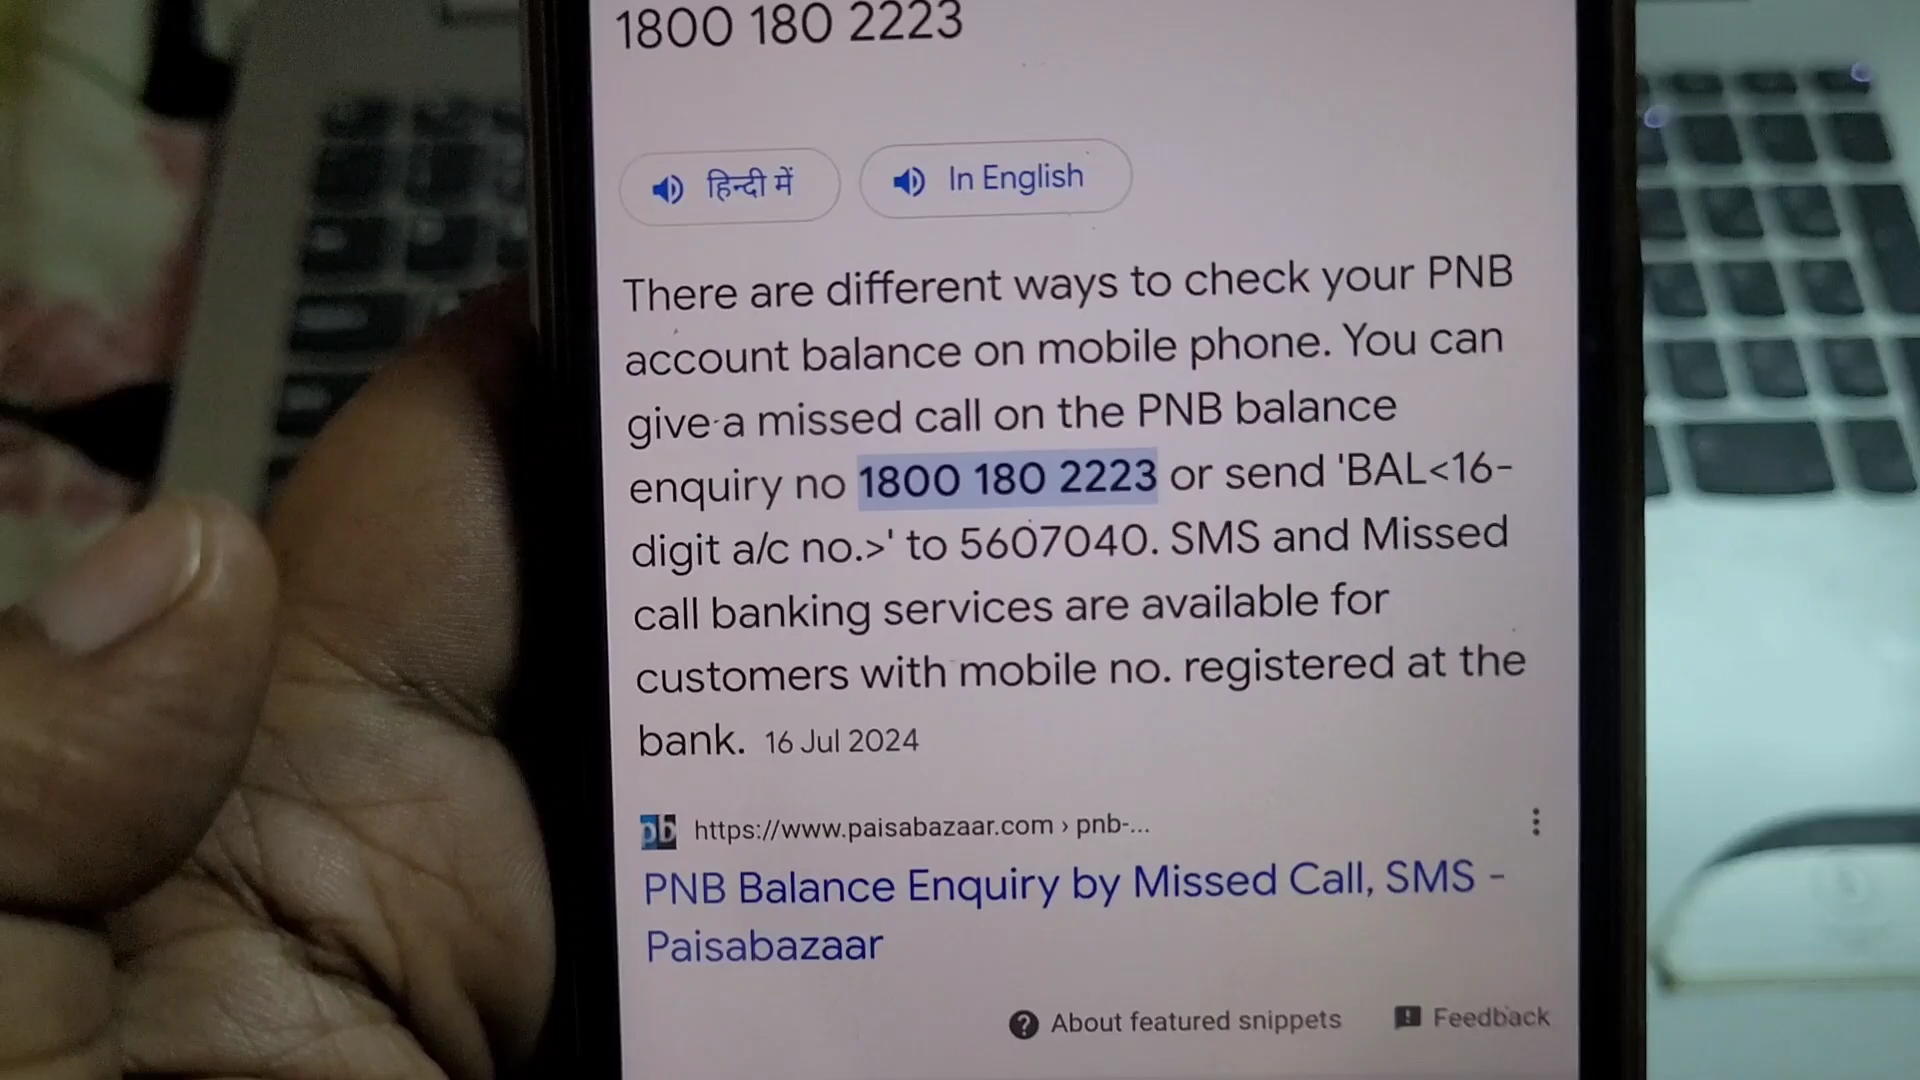 1800 180 2223
हिन्दी में
In English
There are different ways to check your PNB
account balance on mobile phone. You can
give a missed call on the PNB balance
enquiry no 1800 180 2223 or send 'BAL<16-
digit a/c no.>' to 5607040. SMS and Missed
call banking services are available for
customers with mobile no. registered at the
bank. 16 Jul 2024
pb https://www.paisabazaar.com › pnb-...
PNB Balance Enquiry by Missed Call, SMS -
Paisabazaar
About featured snippets
Feedback